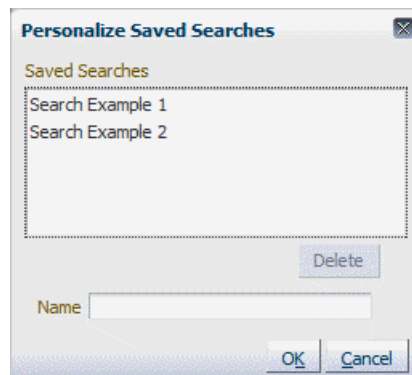 Personalize Saved Searches
Saved Searches
Search Example 1
Search Example 2
Delete
Name
OK Cancel